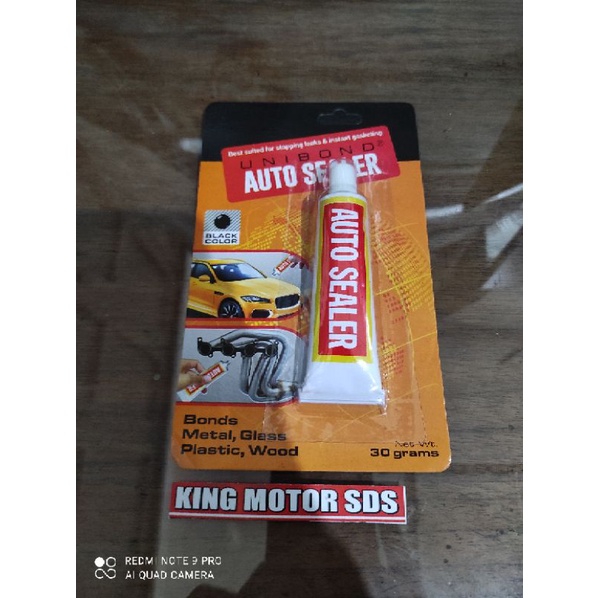 Best suited for stopping leaks & instant gasketing
UNIBOND
AUTO SEALER
BLACK
COLOR
AUTO SEALER
Bonds
Metal, Glass
Plastic, Wood
Net Wt.
30 grams
KING MOTOR SDS
REDMI NOTE 9 PRO
AI QUAD CAMERA